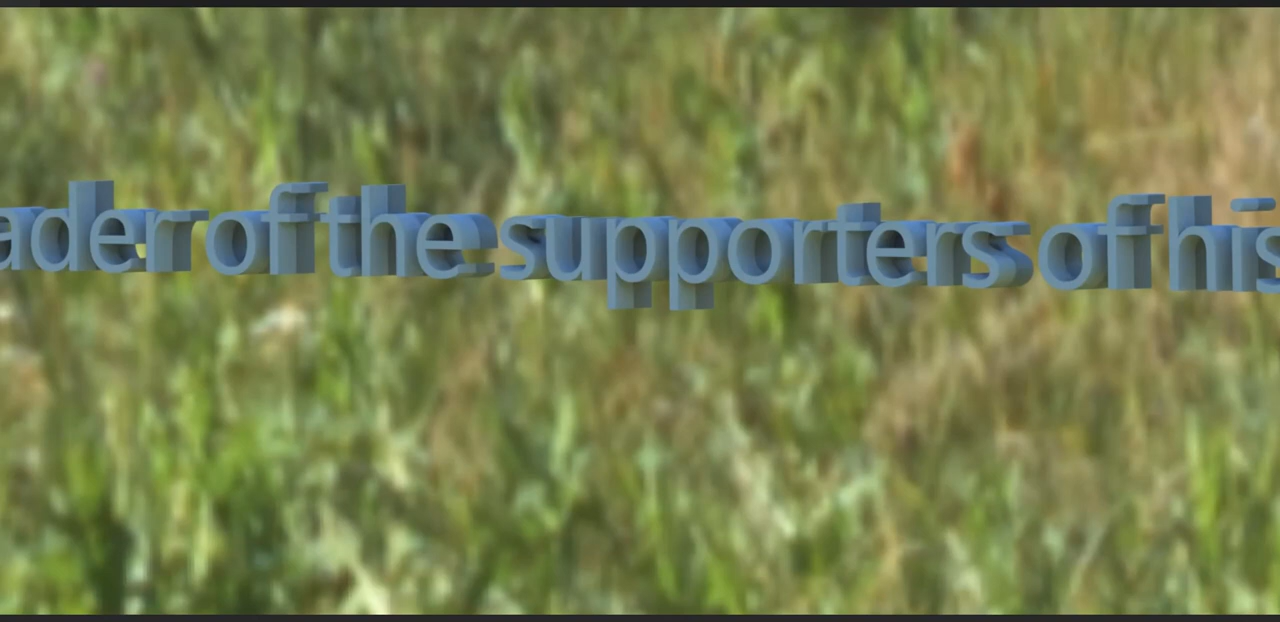 ader of the supporters of his